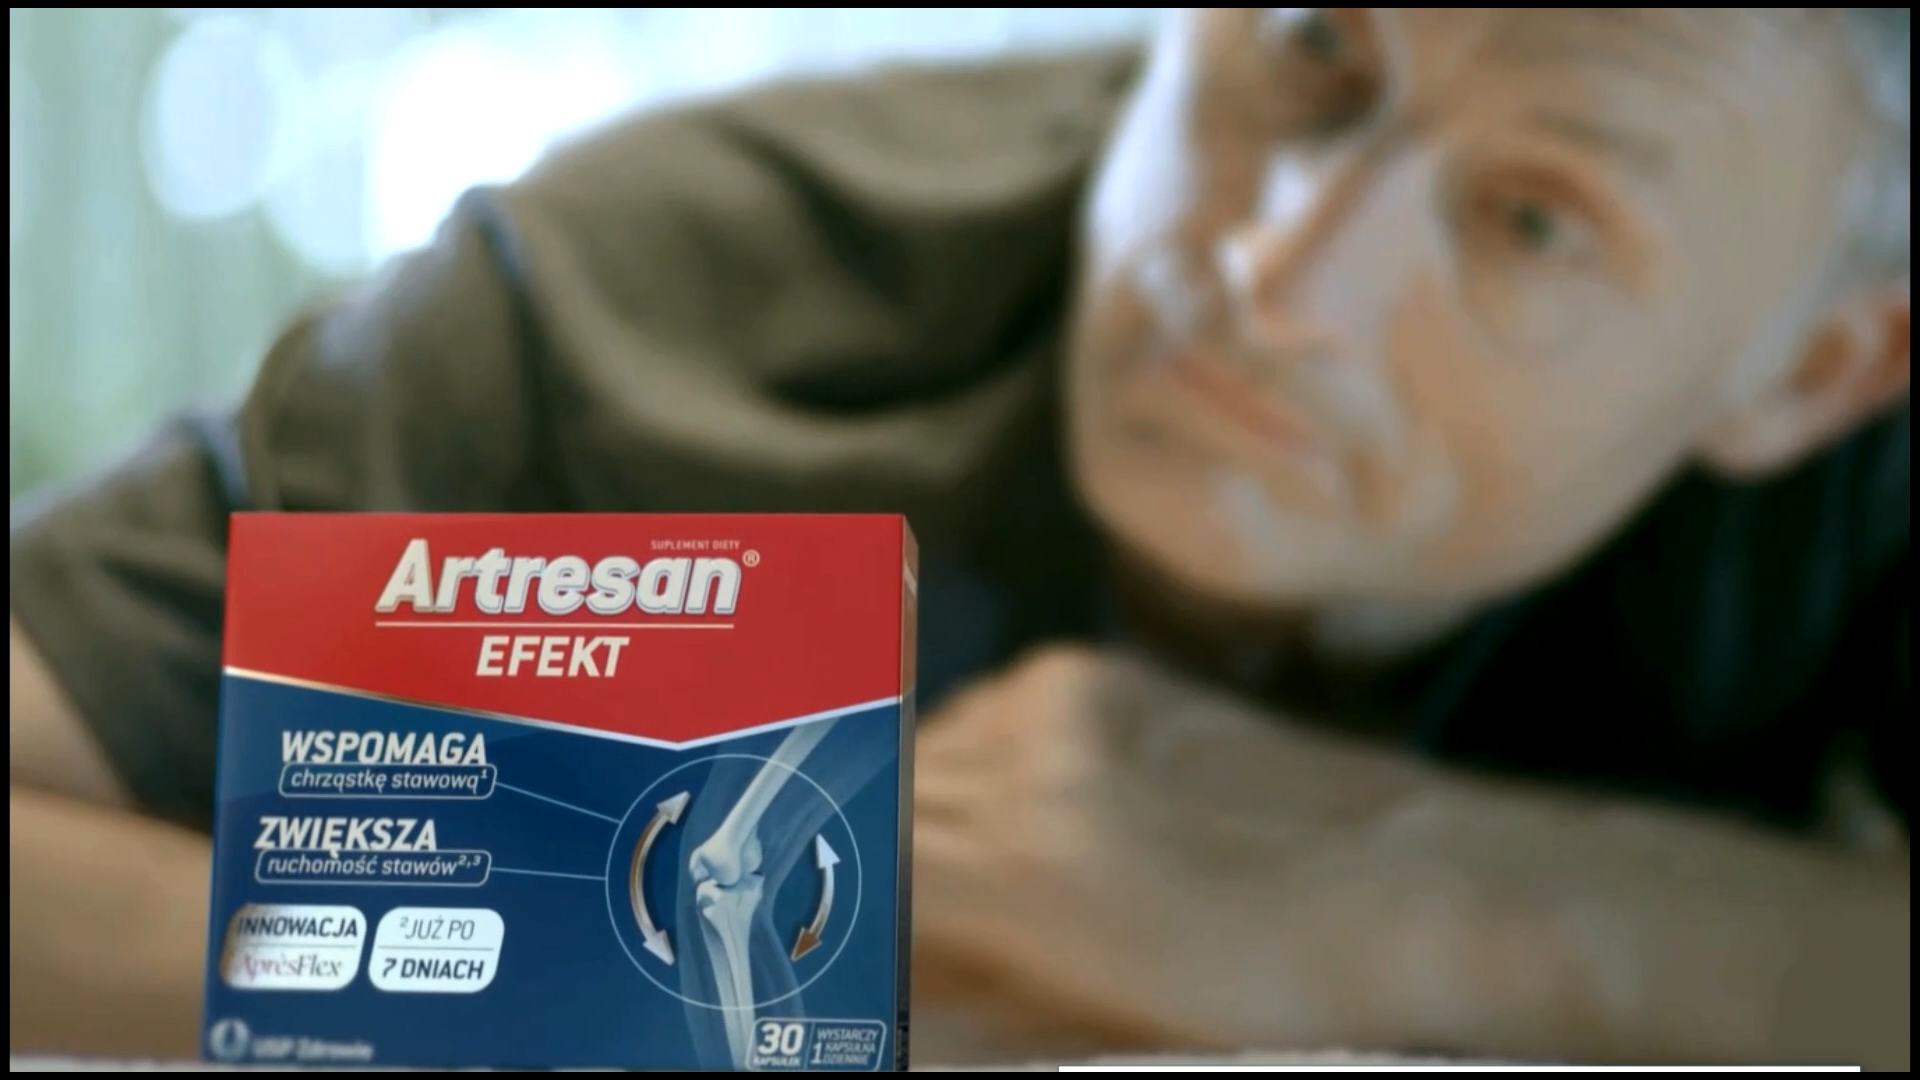 SUPLEMENT DIETY
Artresan®
EFEKT
WSPOMAGA
chrząstkę stawową¹
ZWIĘKSZA
ruchomość stawów²,³
INNOWACJA
AprèsFlex
²JUŻ PO
7 DNIACH
USP Zdrowie
30
KAPSUŁEK
WYSTARCZY
1 KAPSUŁKA
DZIENNIE